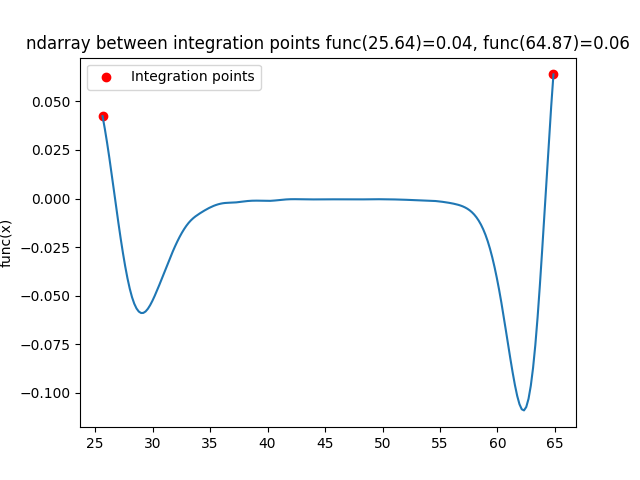 ndarray between integration points func(25.64)=0.04, func(64.87)=0.06
Integration points
0.050
0.025
0.000
−0.025
−0.050
−0.075
−0.100
func(x)
25 30 35 40 45 50 55 60 65